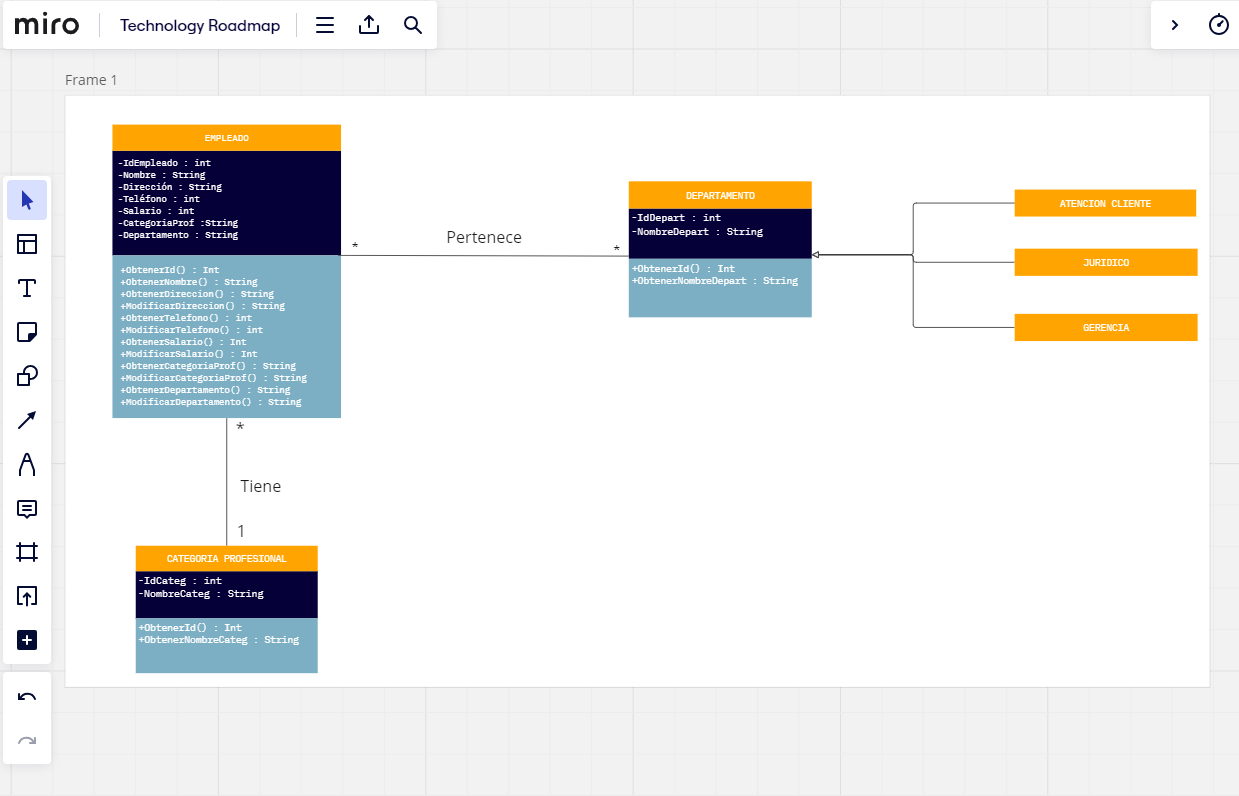 miro
Technology Roadmap
Frame 1
EMPLEADO
-IdEmpleado : int
-Nombre : String
-Dirección : String
-Teléfono : int
-Salario : int
-CategoriaProf :String
-Departamento : String
+ObtenerId() : Int
+ObtenerNombre() : String
+ObtenerDireccion() : String
+ModificarDireccion() : String
+ObtenerTelefono() : int
+ModificarTelefono() : int
+ObtenerSalario() : Int
+ModificarSalario() : Int
+ObtenerCategoriaProf() : String
+ModificarCategoriaProf() : String
+ObtenerDepartamento() : String
+ModificarDepartamento() : String
* Pertenece *
DEPARTAMENTO
-IdDepart : int
-NombreDepart : String
+ObtenerId() : Int
+ObtenerNombreDepart : String
ATENCION CLIENTE
JURIDICO
GERENCIA
*
Tiene
1
CATEGORIA PROFESIONAL
-IdCateg : int
-NombreCateg : String
+ObtenerId() : Int
+ObtenerNombreCateg : String